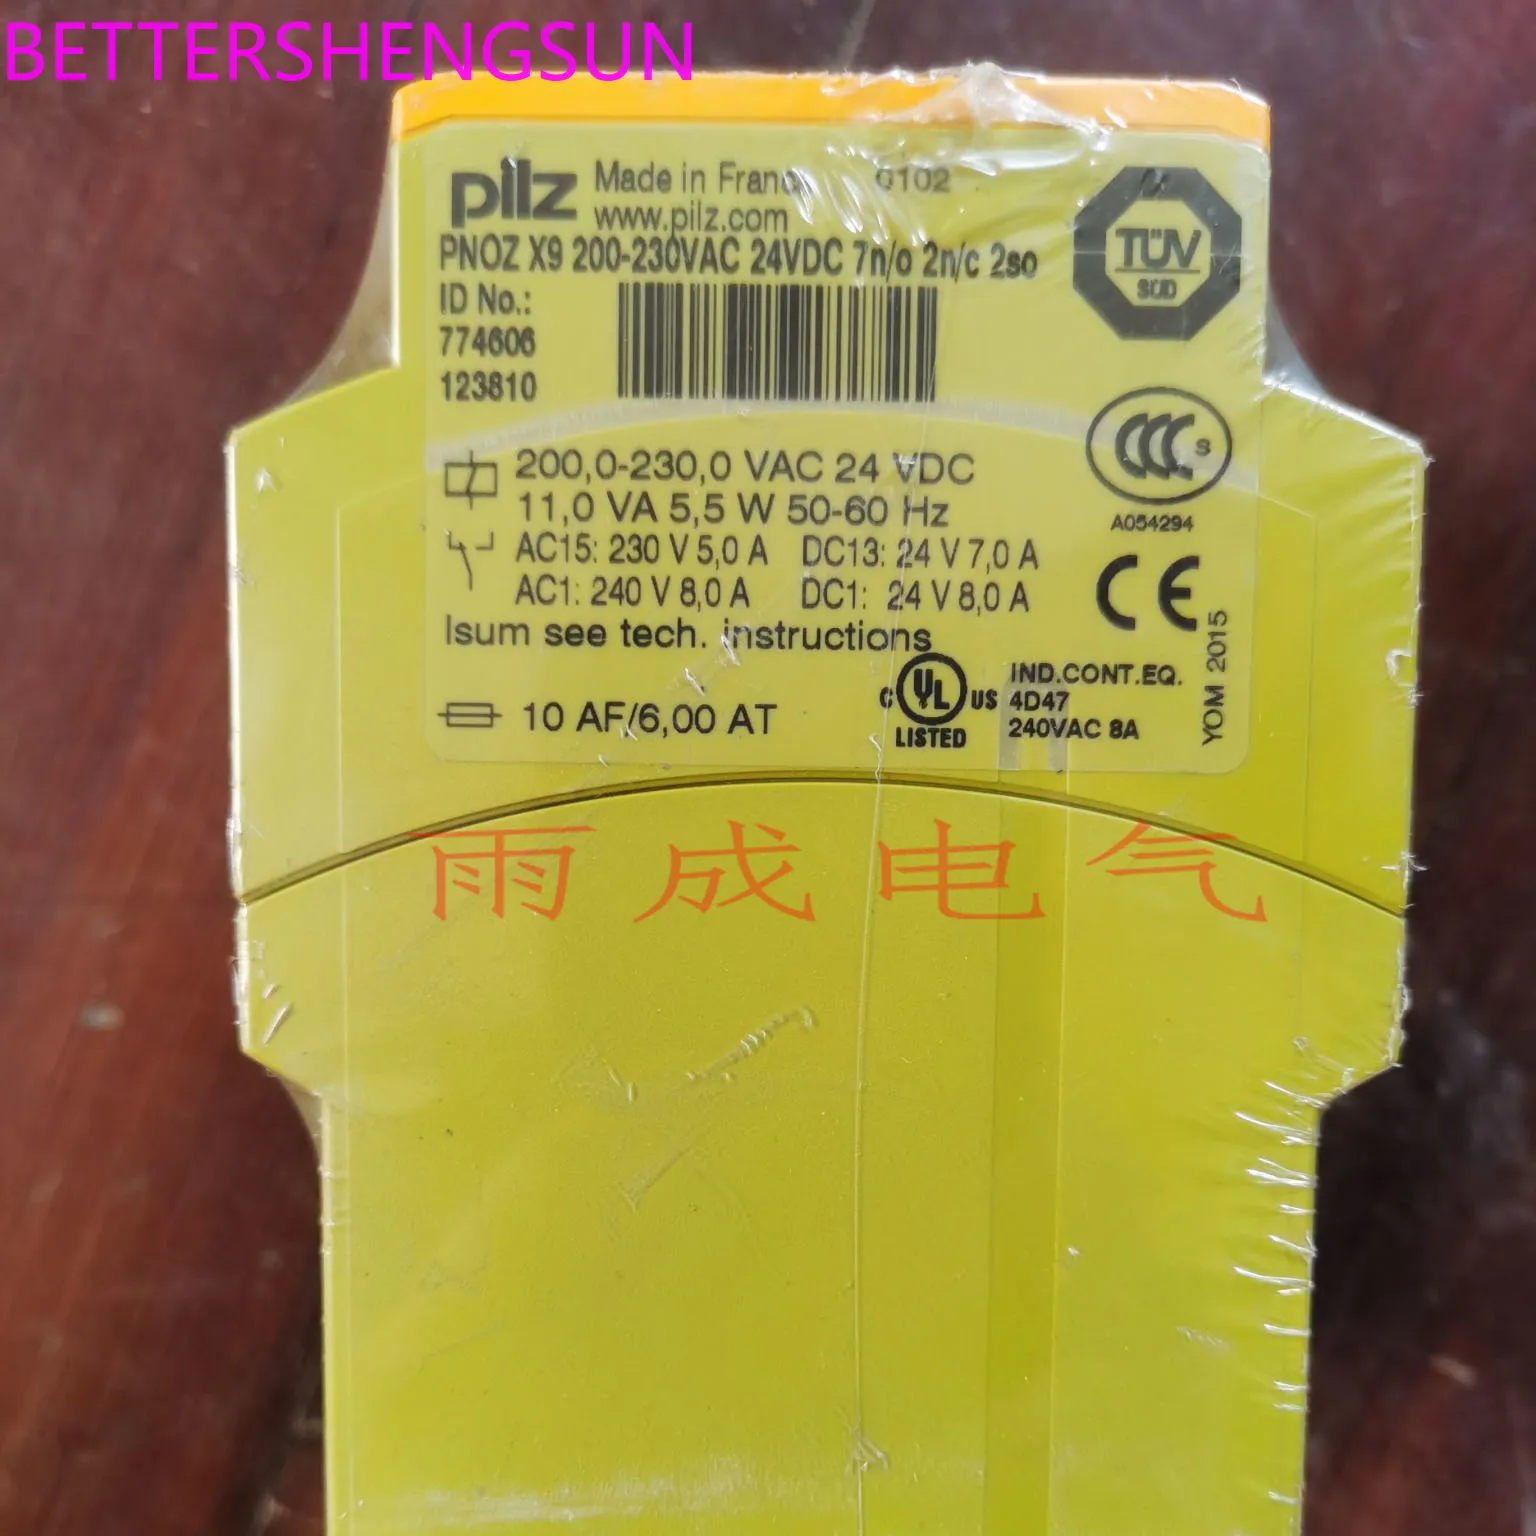 BETTERSHENGSUN
pilz Made in France 0102
www.pilz.com
PNOZ X9 200-230VAC 24VDC 7n/o 2n/c 2so
ID No.:
774606
123810
TÜV
SÜD
CCC S
A054294
200,0-230,0 VAC 24 VDC
11,0 VA 5,5 W 50-60 Hz
AC15: 230 V 5,0 A DC13: 24 V 7,0 A
AC1: 240 V 8,0 A DC1: 24 V 8,0 A
Isum see tech. instructions
CE
YOM 2015
10 AF/6,00 AT
C UL US
LISTED
IND.CONT.EQ.
4D47
240VAC 8A
雨成电气